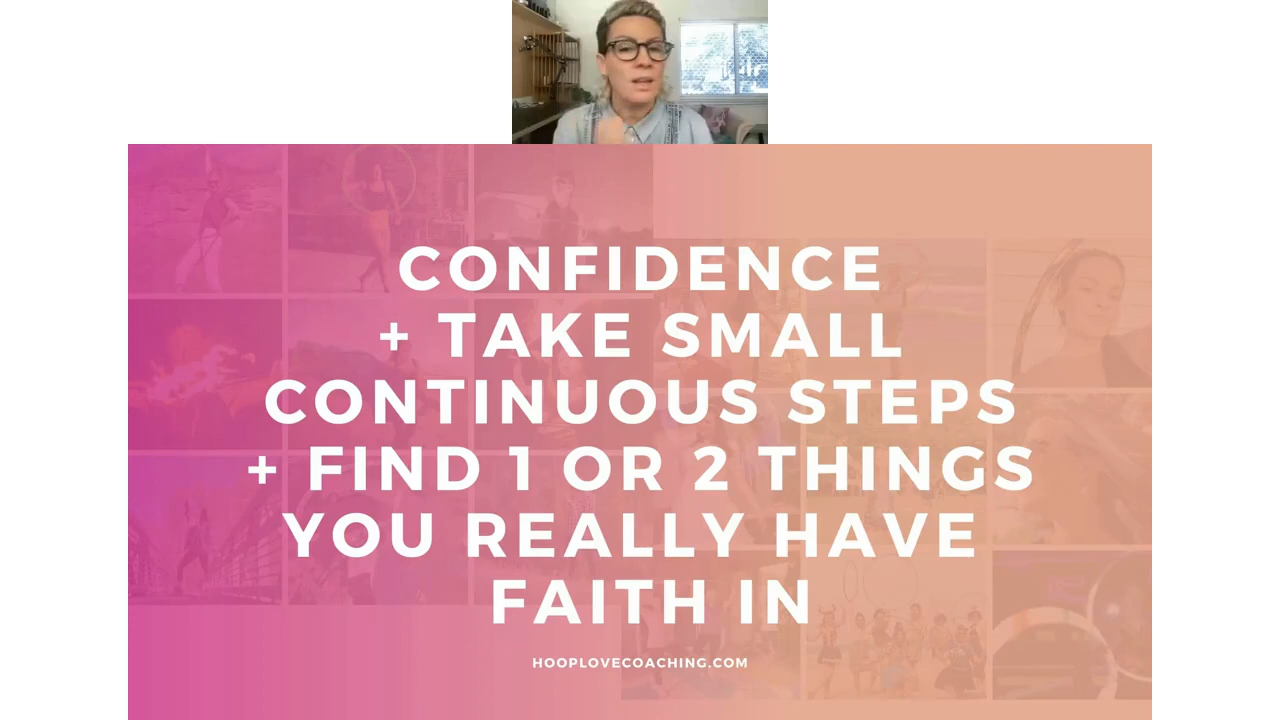 CONFIDENCE
+ TAKE SMALL
CONTINUOUS STEPS
+ FIND 1 OR 2 THINGS
YOU REALLY HAVE
FAITH IN
HOOPLOVECOACHING.COM